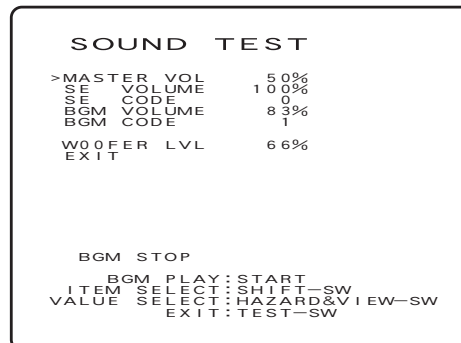 SOUND TEST
>MASTER VOL 50%
SE VOLUME 100%
SE CODE 0
BGM VOLUME 83%
BGM CODE 1
W00FER LVL 66%
EXIT
BGM STOP
BGM PLAY:START
ITEM SELECT:SHIFT-SW
VALUE SELECT:HAZARD&VIEW-SW
EXIT:TEST-SW